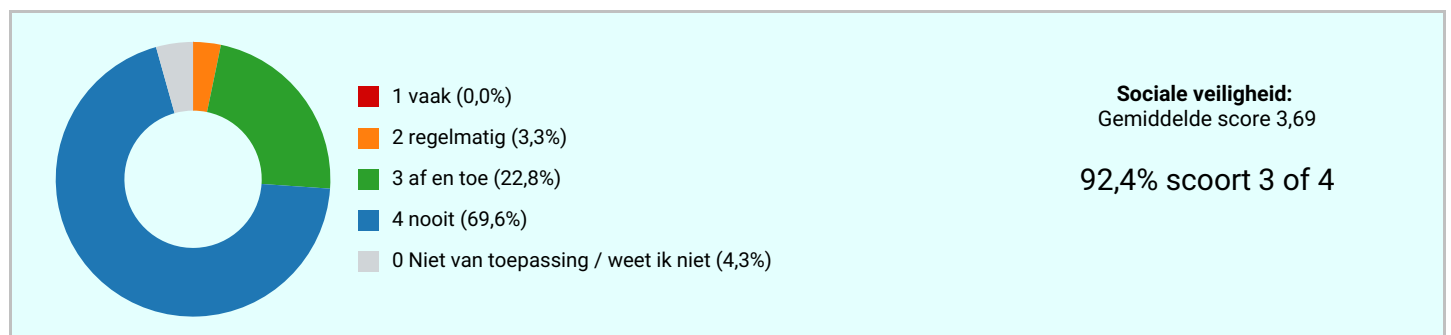 1 vaak (0,0%)
2 regelmatig (3,3%)
3 af en toe (22,8%)
4 nooit (69,6%)
0 Niet van toepassing / weet ik niet (4,3%)
Sociale veiligheid:
Gemiddelde score 3,69
92,4% scoort 3 of 4